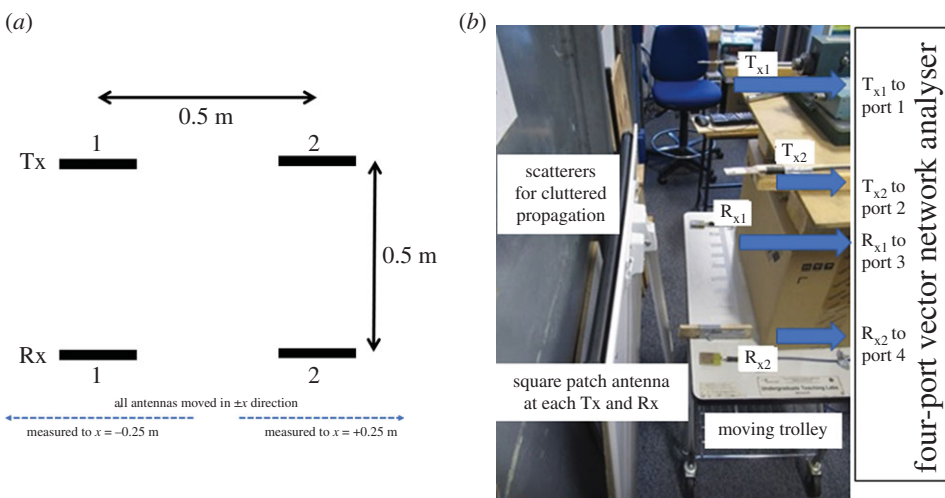 (a)
0.5 m
1
2
Tx
0.5 m
Rx
1
2
all antennas moved in ±x direction
measured to x = –0.25 m
measured to x = +0.25 m
(b)
Tx1
Tx1 to
port 1
Tx2
Tx2 to
port 2
scatterers
for cluttered
propagation
Rx1
Rx1 to
port 3
Rx2 to
port 4
Rx2
square patch antenna
at each Tx and Rx
Undergraduate Teaching Labs
moving trolley
four-port vector network analyser